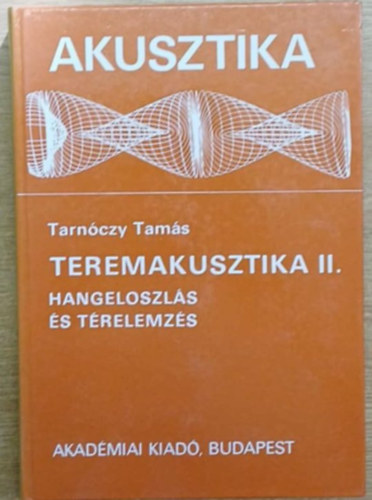 AKUSZTIKA
Tarnóczy Tamás
TEREMAKUSZTIKA II.
HANGELOSZLÁS
ÉS TÉRELEMZÉS
AKADÉMIAI KIADÓ, BUDAPEST